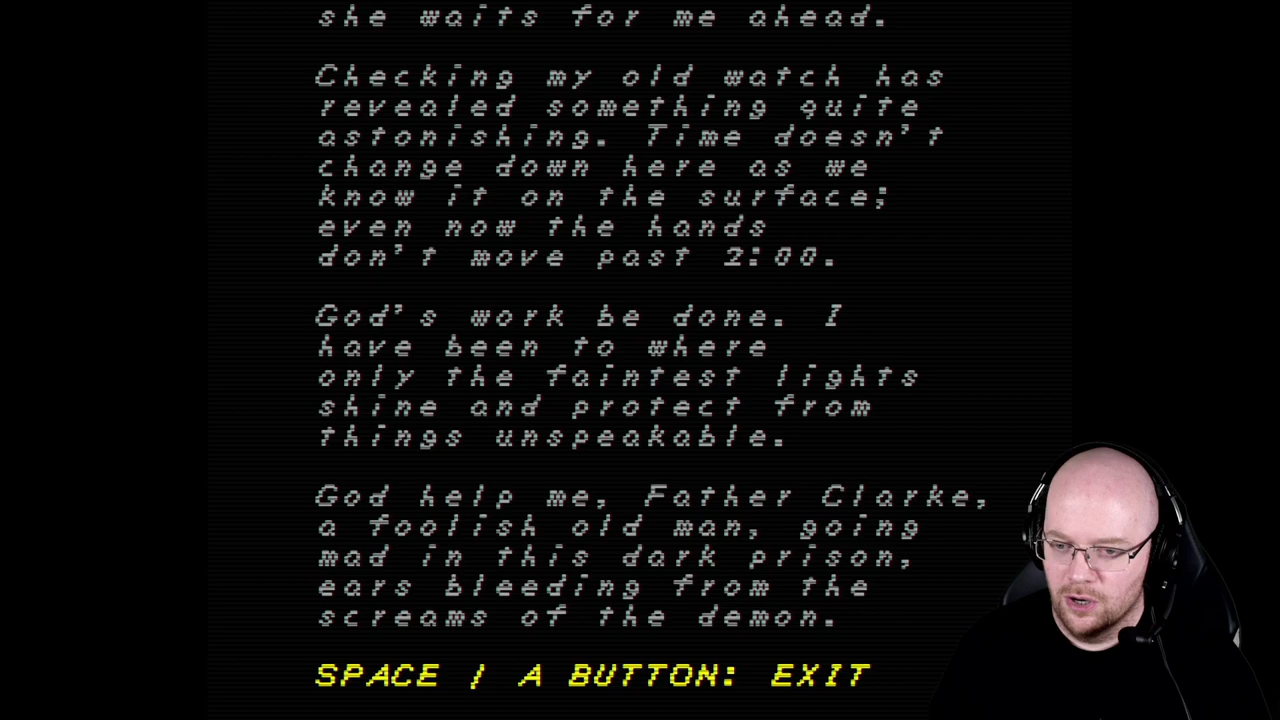 she waits for me ahead.
Checking my old watch has
revealed something quite
astonishing. Time doesn't
change down here as we
know it on the surface;
even now the hands
don't move past 2:00.
God's work be done. I
have been to where
only the faintest lights
shine and protect from
things unspeakable.
God help me, Father Clarke,
a foolish old man, going
mad in this dark prison,
ears bleeding from the
screams of the demon.
SPACE / A BUTTON: EXIT